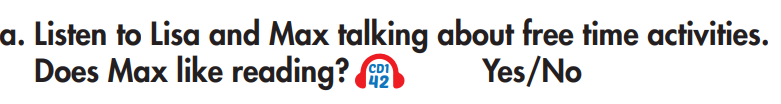 a. Listen to Lisa and Max talking about free time activities.
Does Max like reading? CD1 42 Yes/No